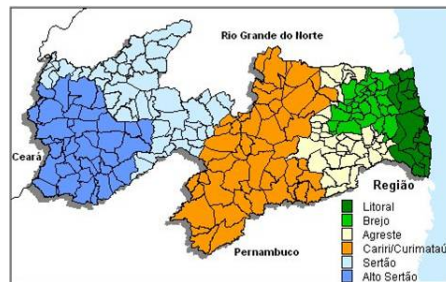 Rio Grande do Norte
Ceará
Pernambuco
Região
Litoral
Brejo
Agreste
Cariri/Curimataú
Sertão
Alto Sertão